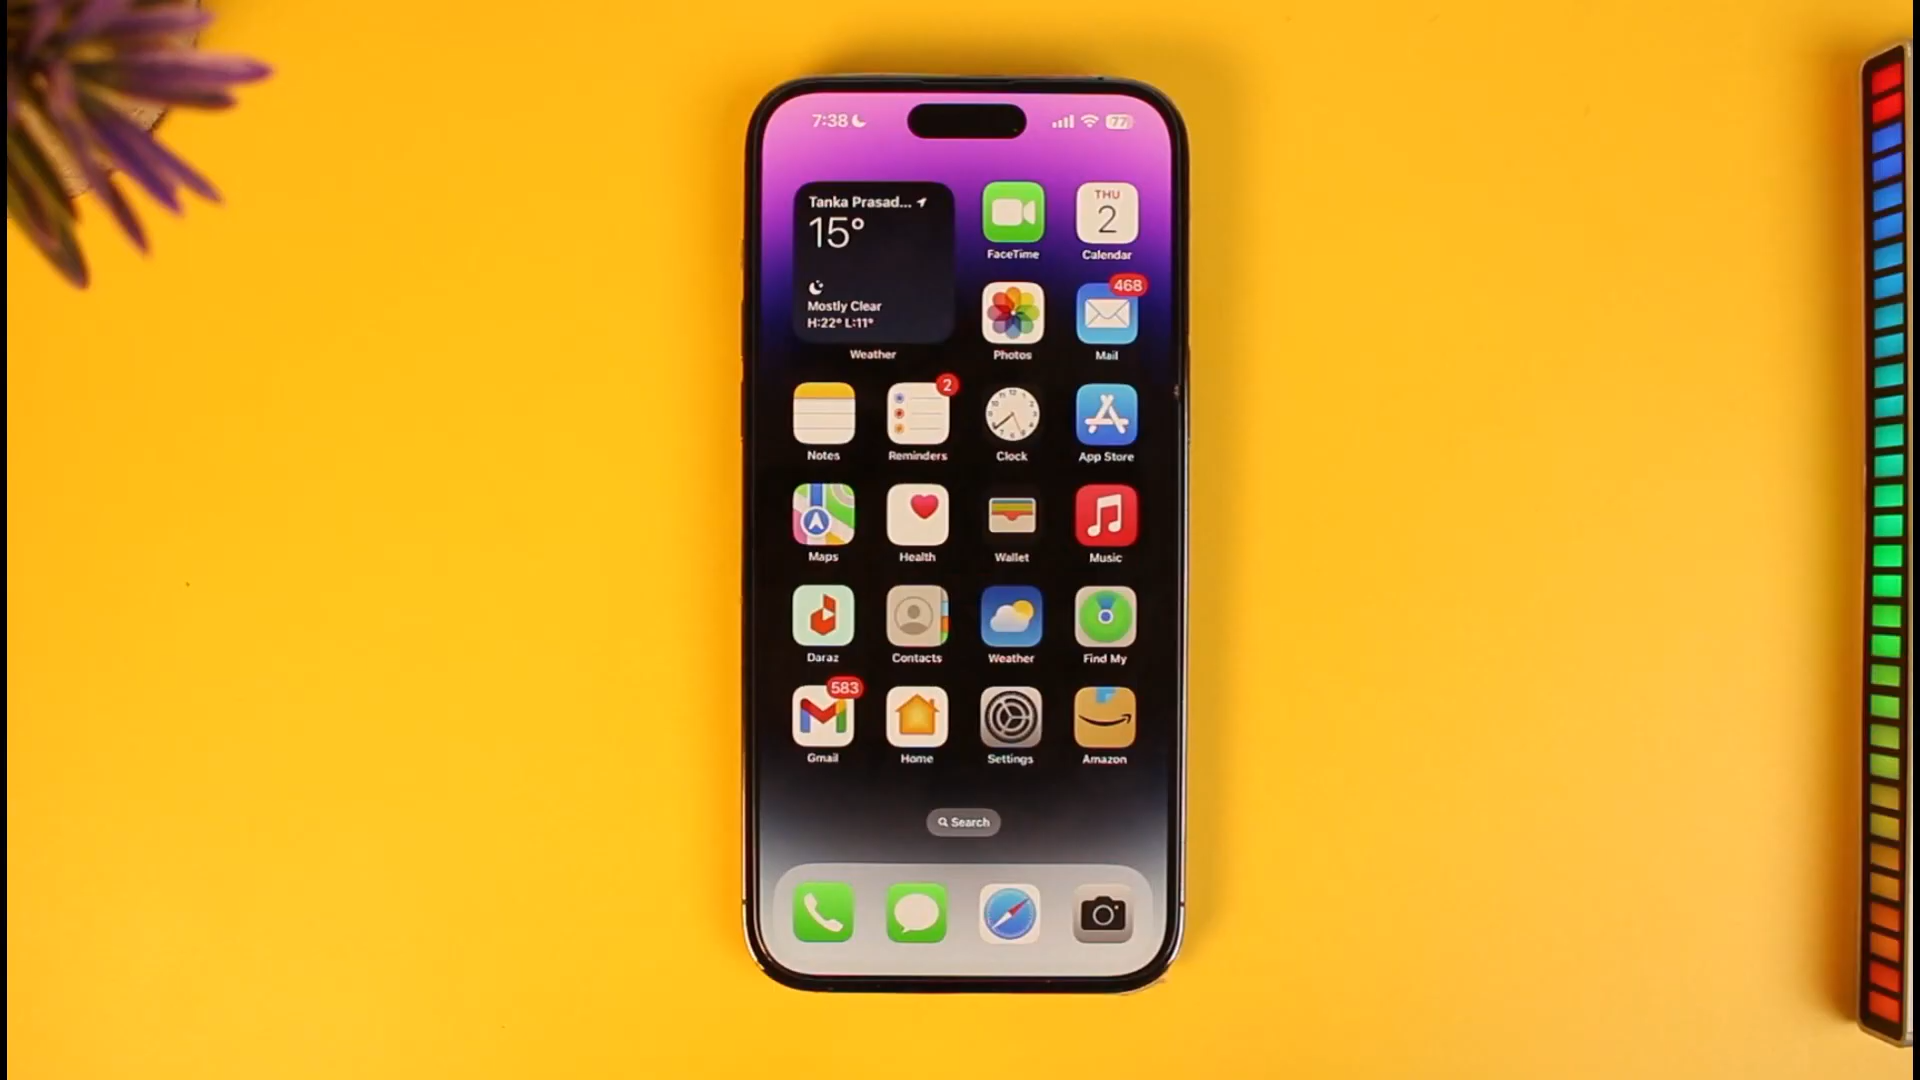 7:38
77
Tanka Prasad...
15°
Mostly Clear
H:22° L:11°
Weather
FaceTime
THU
2
Calendar
Photos
468
Mail
Notes
2
Reminders
Clock
App Store
Maps
Health
Wallet
Music
Daraz
Contacts
Weather
Find My
583
Gmail
Home
Settings
Amazon
Search